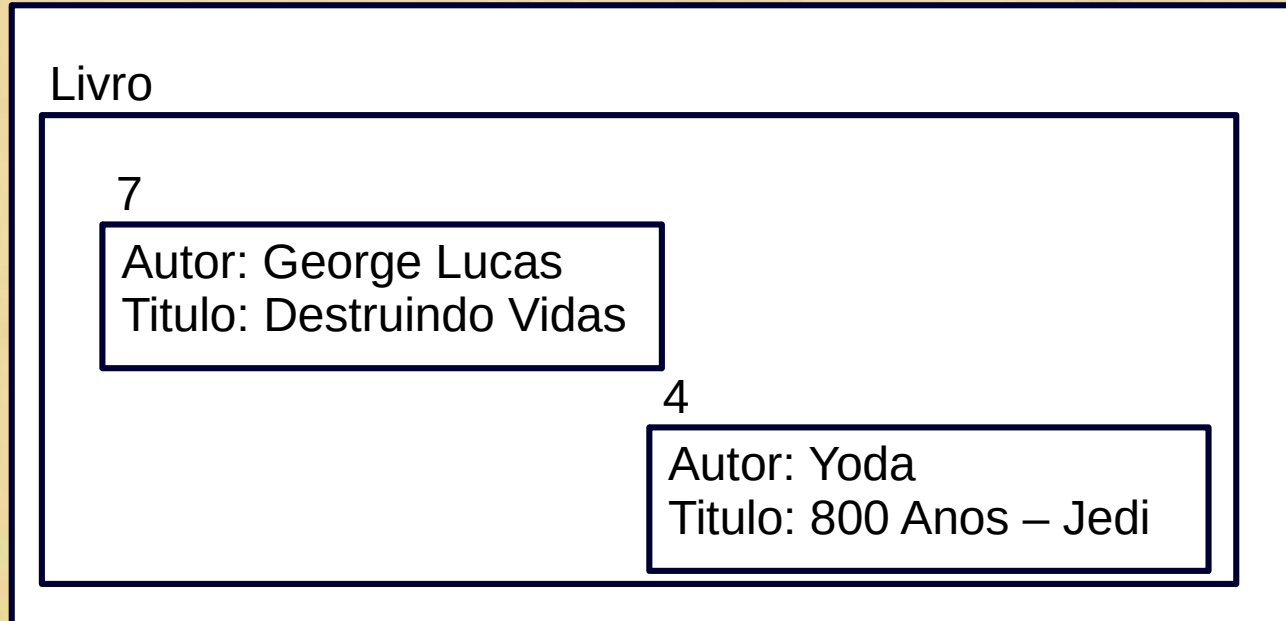 Livro
7
Autor: George Lucas
Titulo: Destruindo Vidas
4
Autor: Yoda
Titulo: 800 Anos – Jedi